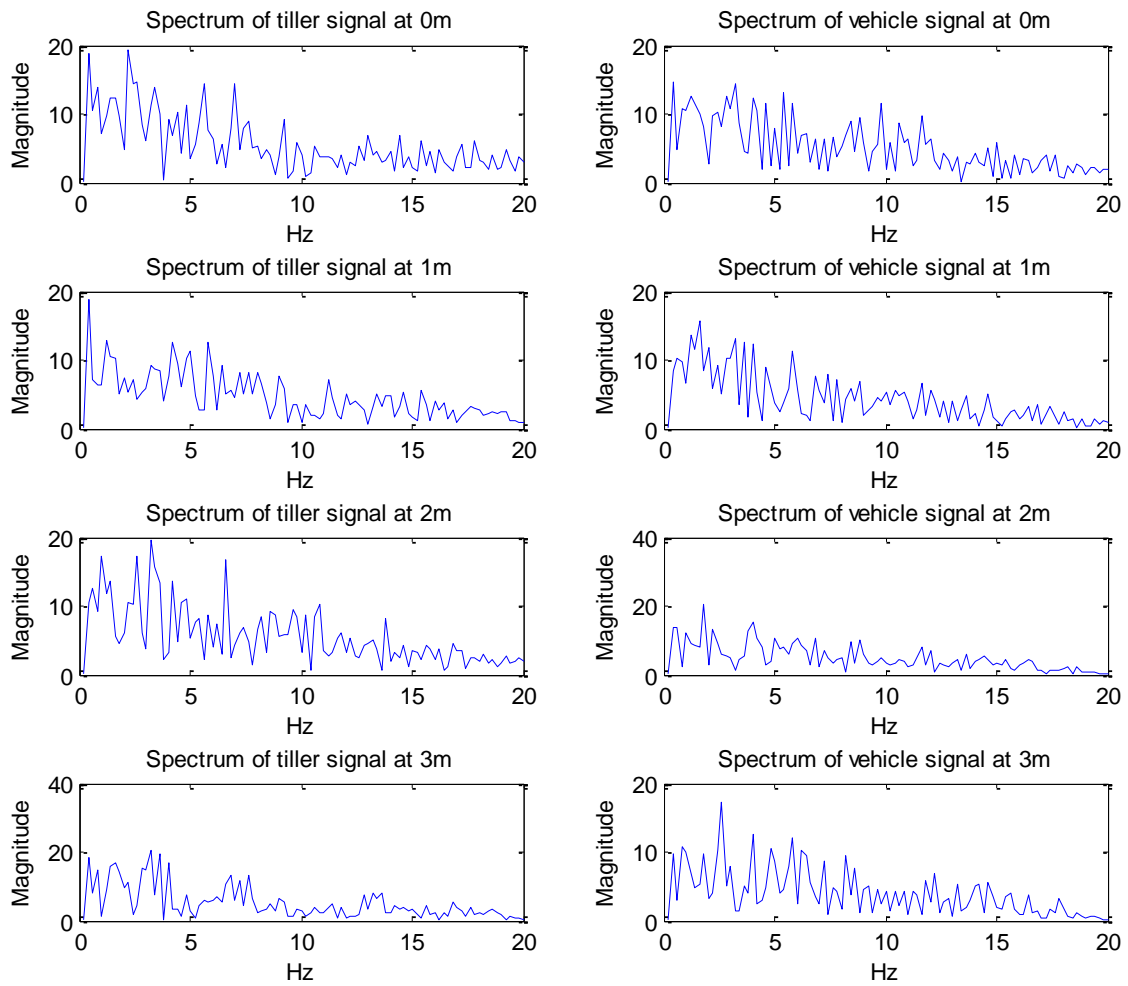 Spectrum of tiller signal at 0m
Spectrum of vehicle signal at 0m
20
10
0
Magnitude
0 5 10 15 20
Hz
20
10
0
Magnitude
0 5 10 15 20
Hz
Spectrum of tiller signal at 1m
Spectrum of vehicle signal at 1m
20
10
0
Magnitude
0 5 10 15 20
Hz
20
10
0
Magnitude
0 5 10 15 20
Hz
Spectrum of tiller signal at 2m
Spectrum of vehicle signal at 2m
20
10
0
Magnitude
0 5 10 15 20
Hz
40
20
0
Magnitude
0 5 10 15 20
Hz
Spectrum of tiller signal at 3m
Spectrum of vehicle signal at 3m
40
20
0
Magnitude
0 5 10 15 20
Hz
20
10
0
Magnitude
0 5 10 15 20
Hz